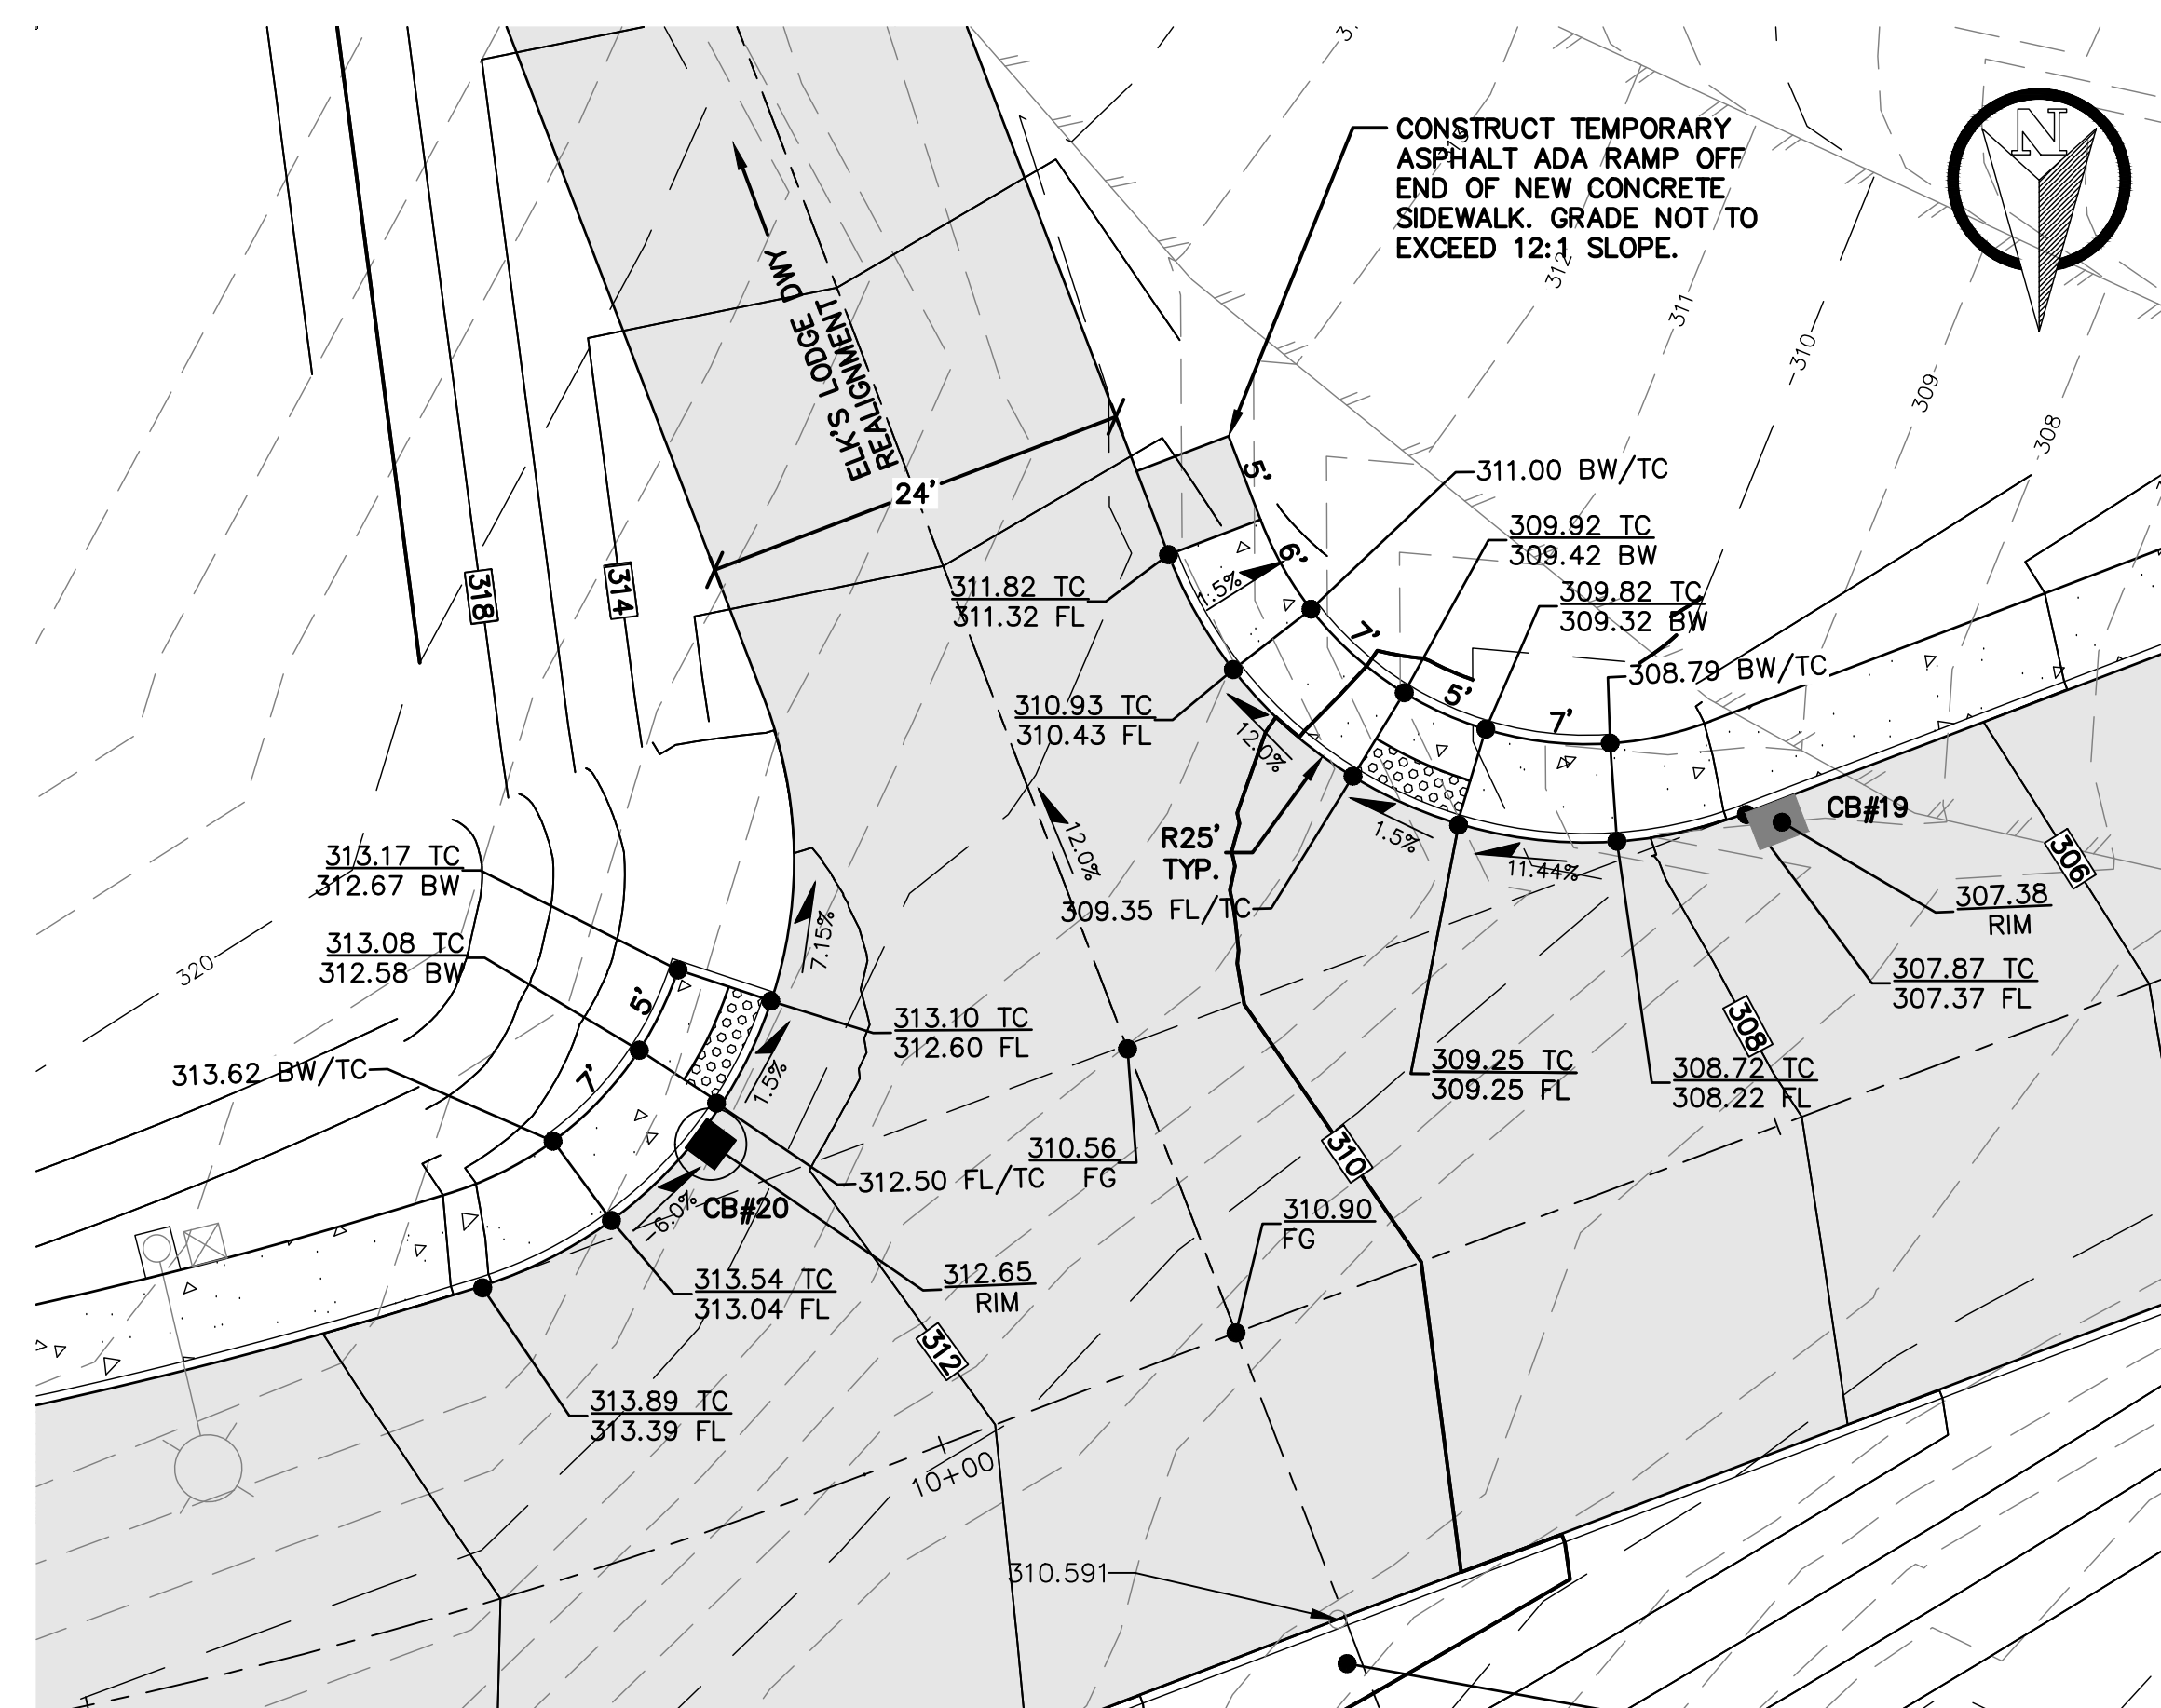 CONSTRUCT TEMPORARY
ASPHALT ADA RAMP OFF
END OF NEW CONCRETE
SIDEWALK. GRADE NOT TO
EXCEED 12:1 SLOPE.
N
312
311
310
309
308
ELK'S LODGE DWY
REALIGNMENT
24'
318
314
5'
6'
7'
5'
7'
311.00 BW/TC
309.92 TC
309.42 BW
309.82 TC
309.32 BW
308.79 BW/TC
311.82 TC
311.32 FL
1.5%
310.93 TC
310.43 FL
12.0%
R25'
TYP.
1.5%
11.44%
CB#19
306
307.38
RIM
307.87 TC
307.37 FL
309.35 FL/TC
12.0%
7.15%
313.17 TC
312.67 BW
313.08 TC
312.58 BW
320
5'
7'
313.62 BW/TC
313.10 TC
312.60 FL
1.5%
309.25 TC
309.25 FL
308
308.72 TC
308.22 FL
310.56
FG
310
312.50 FL/TC
CB#20
-6.0%
310.90
FG
313.54 TC
313.04 FL
312.65
RIM
312
313.89 TC
313.39 FL
10+00
310.591